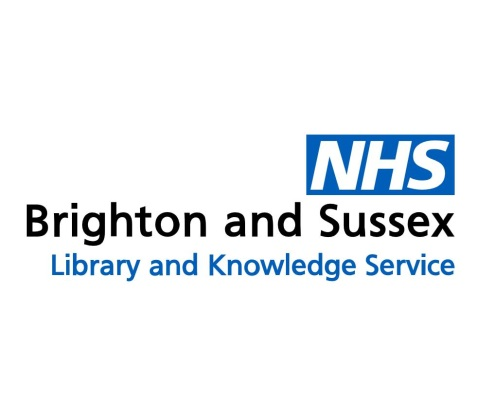 NHS
Brighton and Sussex
Library and Knowledge Service